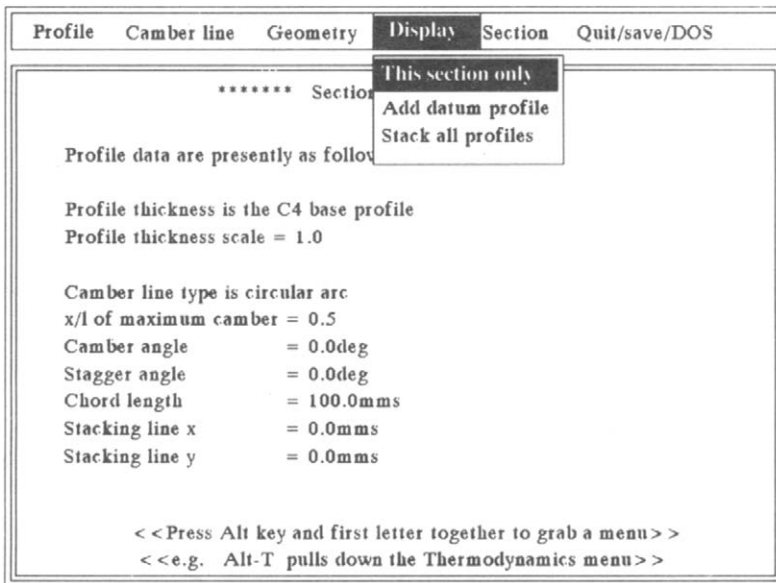 Profile Camber line Geometry Display Section Quit/save/DOS
This section only
******* Section
Add datum profile
Stack all profiles
Profile data are presently as follow
Profile thickness is the C4 base profile
Profile thickness scale = 1.0
Camber line type is circular arc
x/l of maximum camber = 0.5
Camber angle = 0.0deg
Stagger angle = 0.0deg
Chord length = 100.0mms
Stacking line x = 0.0mms
Stacking line y = 0.0mms
<<Press Alt key and first letter together to grab a menu>>
<<e.g. Alt-T pulls down the Thermodynamics menu>>